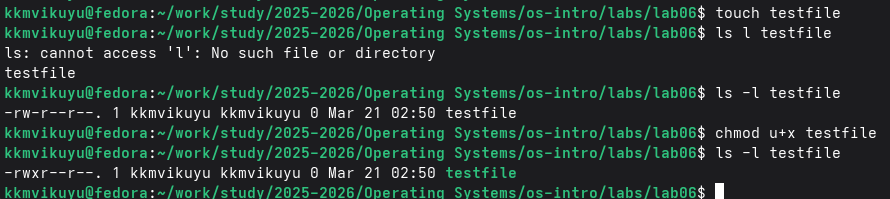 kkmvikuyu@fedora:~/work/study/2025-2026/Operating Systems/os-intro/labs/lab06$ touch testfile
kkmvikuyu@fedora:~/work/study/2025-2026/Operating Systems/os-intro/labs/lab06$ ls l testfile
ls: cannot access 'l': No such file or directory
testfile
kkmvikuyu@fedora:~/work/study/2025-2026/Operating Systems/os-intro/labs/lab06$ ls -l testfile
-rw-r--r--. 1 kkmvikuyu kkmvikuyu 0 Mar 21 02:50 testfile
kkmvikuyu@fedora:~/work/study/2025-2026/Operating Systems/os-intro/labs/lab06$ chmod u+x testfile
kkmvikuyu@fedora:~/work/study/2025-2026/Operating Systems/os-intro/labs/lab06$ ls -l testfile
-rwxr--r--. 1 kkmvikuyu kkmvikuyu 0 Mar 21 02:50 testfile
kkmvikuyu@fedora:~/work/study/2025-2026/Operating Systems/os-intro/labs/lab06$